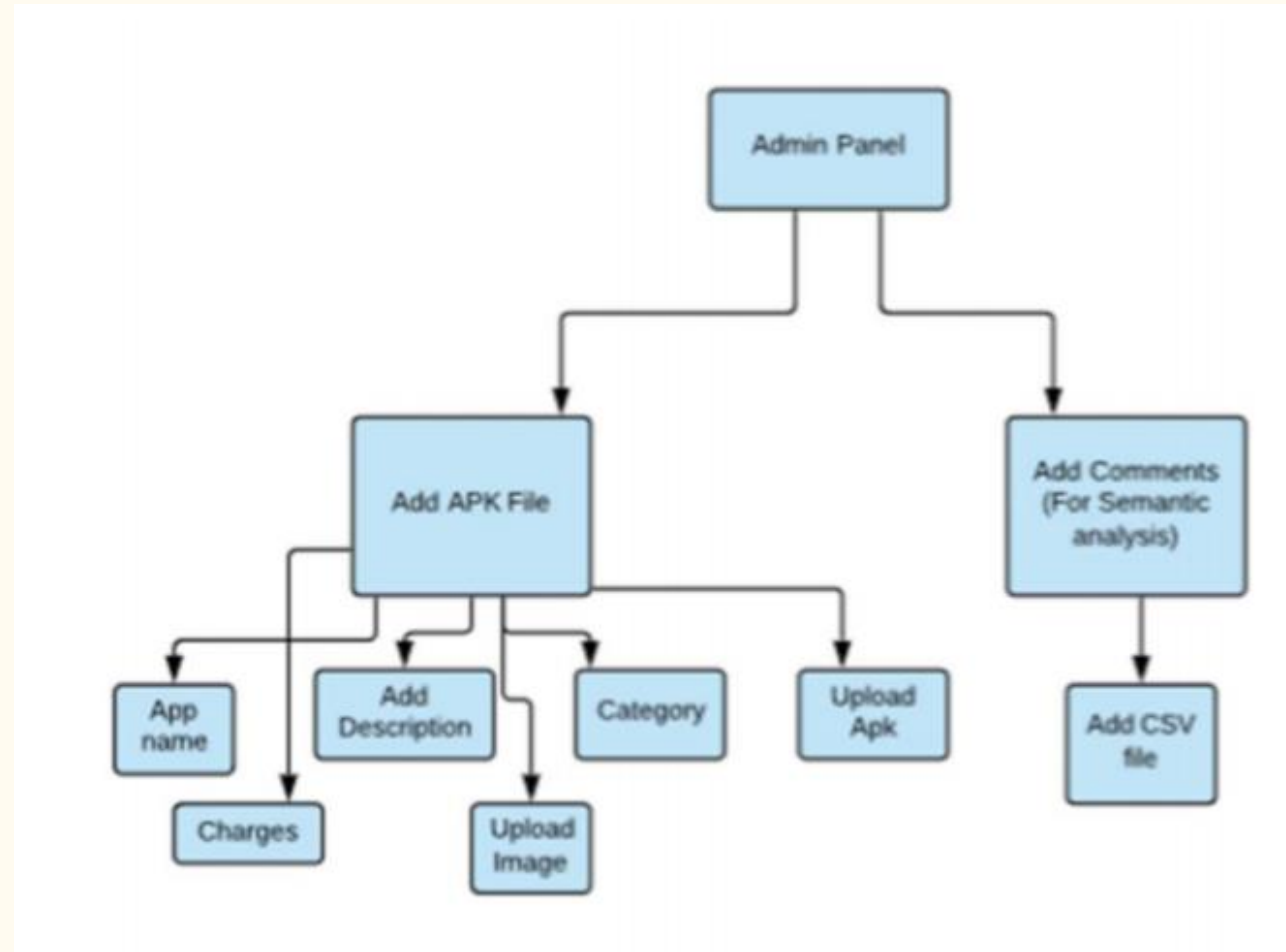 Admin Panel
Add APK File
Add Comments
(For Semantic
analysis)
App
name
Add
Description
Category
Upload
Apk
Add CSV
file
Charges
Upload
Image